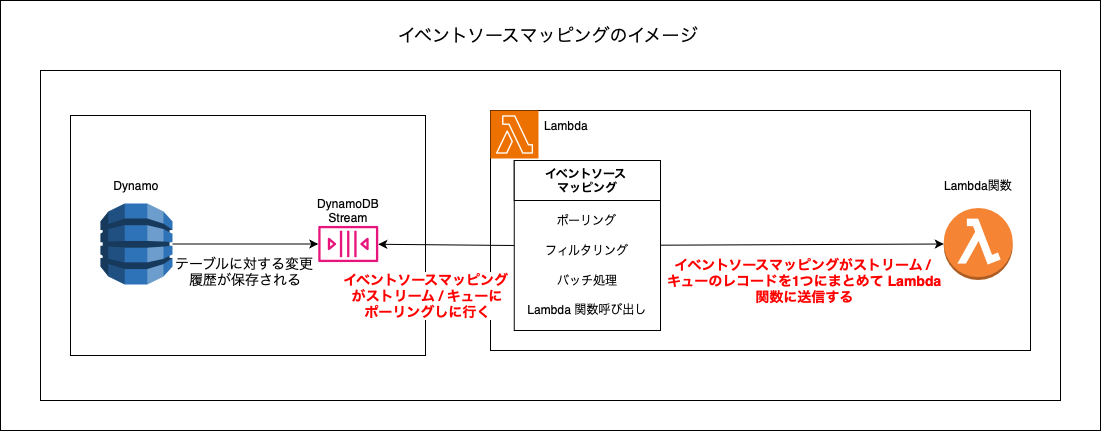 イベントソースマッピングのイメージ
Lambda
Dynamo
DynamoDB
Stream
テーブルに対する変更
履歴が保存される
イベントソースマッピング
がストリーム / キューに
ポーリングしに行く
イベントソース
マッピング
ポーリング
フィルタリング
バッチ処理
Lambda 関数呼び出し
イベントソースマッピングがストリーム /
キューのレコードを1つにまとめて Lambda
関数に送信する
Lambda関数